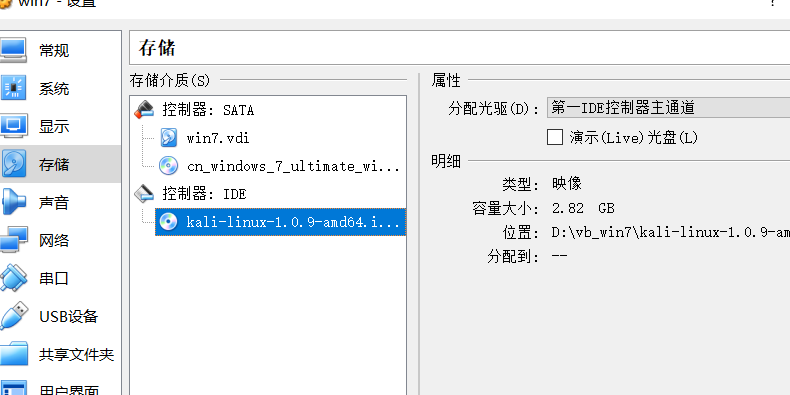 win7 - 设置
?
常规
系统
显示
存储
声音
网络
串口
USB设备
共享文件夹
用户界面
存储
存储介质(S)
控制器: SATA
win7.vdi
cn_windows_7_ultimate_wi...
控制器: IDE
kali-linux-1.0.9-amd64.i...
属性
分配光驱(D): 第一IDE控制器主通道
演示(Live)光盘(L)
明细
类型: 映像
容量大小: 2.82 GB
位置: D:\vb_win7\kali-linux-1.0.9-am
分配到: --